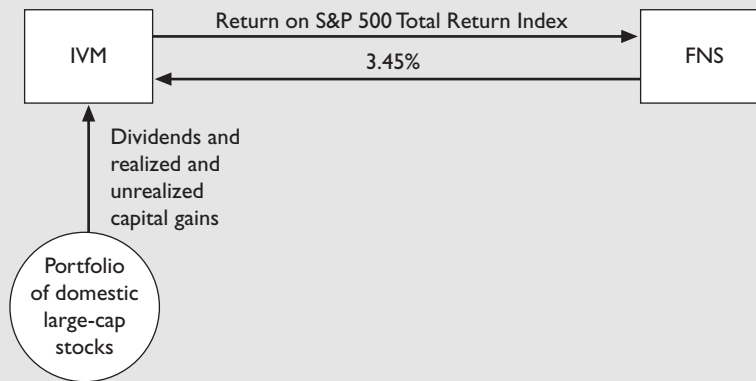 Return on S&P 500 Total Return Index
IVM
FNS
3.45%
Dividends and
realized and
unrealized
capital gains
Portfolio
of domestic
large-cap
stocks